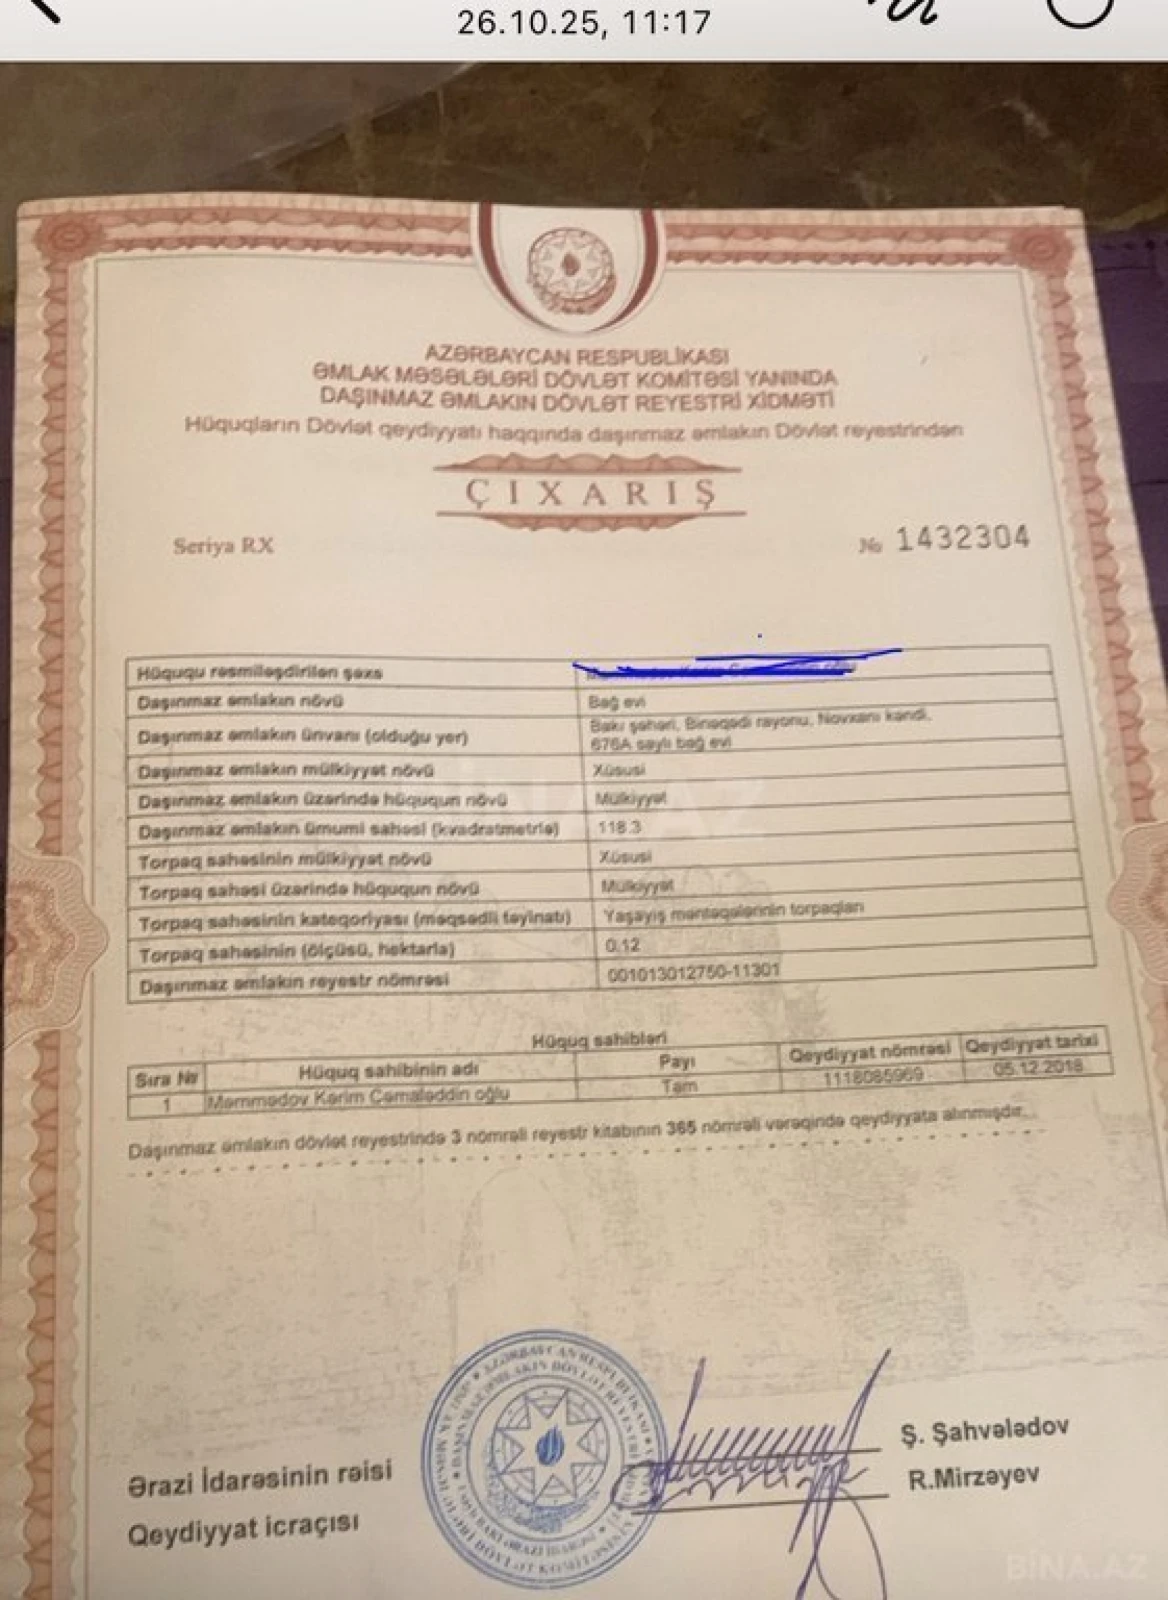 26.10.25, 11:17
AZƏRBAYCAN RESPUBLİKASI
ƏMLAK MƏSƏLƏLƏRİ DÖVLƏT KOMİTƏSİ YANINDA
DAŞINMAZ ƏMLAKIN DÖVLƏT REYESTRİ XİDMƏTİ
Hüquqların Dövlət qeydiyyatı haqqında daşınmaz əmlakın Dövlət reyestrindən
ÇIXARIŞ
Seriya RX № 1432304
Hüququ rəsmiləşdirilən şəxs
Daşınmaz əmlakın növü Bağ evi
Daşınmaz əmlakın ünvanı (olduğu yer) Bakı şəhəri, Binəqədi rayonu, Novxanı kəndi,
676A saylı bağ evi
Daşınmaz əmlakın mülkiyyət növü Xüsusi
Daşınmaz əmlakın üzərində hüququn növü Mülkiyyət
Daşınmaz əmlakın ümumi sahəsi (kvadratmetrlə) 118.3
Torpaq sahəsinin mülkiyyət növü Xüsusi
Torpaq sahəsi üzərində hüququn növü Mülkiyyət
Torpaq sahəsinin kateqoriyası (məqsədli təyinatı) Yaşayış məntəqələrinin torpaqları
Torpaq sahəsinin (ölçüsü, hektarla) 0.12
Daşınmaz əmlakın reyestr nömrəsi 001013012750-11301
Hüquq sahibləri
Sıra № Hüquq sahibinin adı Payı Qeydiyyat nömrəsi Qeydiyyat tarixi
1 Məmmədov Kərim Cəmaləddin oğlu Tam 1118085969 05.12.2018
Daşınmaz əmlakın dövlət reyestrində 3 nömrəli reyestr kitabının 365 nömrəli vərəqində qeydiyyata alınmışdır.
Ərazi İdarəsinin rəisi Ş. Şahvələdov
Qeydiyyat icraçısı R.Mirzəyev
BINA.AZ